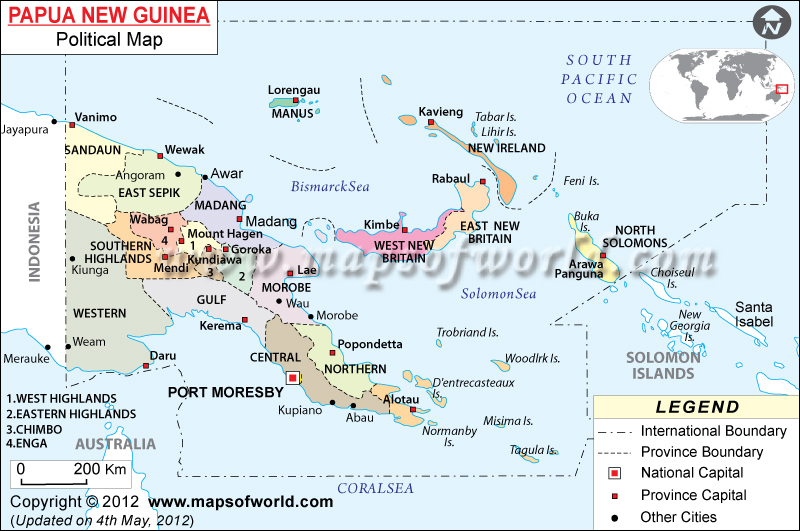 PAPUA NEW GUINEA
Political Map
SOUTH
PACIFIC
OCEAN
Lorengau
MANUS
Kavieng
Tabar Is.
Lihir Is.
NEW IRELAND
Vanimo
Jayapura
SANDAUN
Wewak
Angoram
Awar
EAST SEPIK
Bismarck Sea
Rabaul
Feni Is.
MADANG
Madang
Wabag
Mount Hagen
4
1
Kimbe
EAST NEW
BRITAIN
WEST NEW
BRITAIN
Buka
Is.
NORTH
SOLOMONS
INDONESIA
SOUTHERN
HIGHLANDS
Goroka
Kundiawa
Mendi
3
2
Kiunga
Lae
Arawa
Panguna
Choiseul
Is.
www.mapsofworld.com
MOROBE
Wau
Solomon Sea
GULF
WESTERN
Kerema
Morobe
New
Georgia
Is.
Santa
Isabel
Trobriand Is.
Weam
Merauke
Daru
CENTRAL
Popondetta
NORTHERN
Woodlrk Is.
SOLOMON
ISLANDS
PORT MORESBY
D'entrecasteaux
Is.
Alotau
Kupiano
Abau
Normanby
Is.
Misima Is.
Tagula Is.
1.WEST HIGHLANDS
2.EASTERN HIGHLANDS
3.CHIMBO
4.ENGA
AUSTRALIA
0 200 Km
CORALSEA
Copyright © 2012 www.mapsofworld.com
(Updated on 4th May, 2012)
LEGEND
International Boundary
Province Boundary
National Capital
Province Capital
Other Cities
N